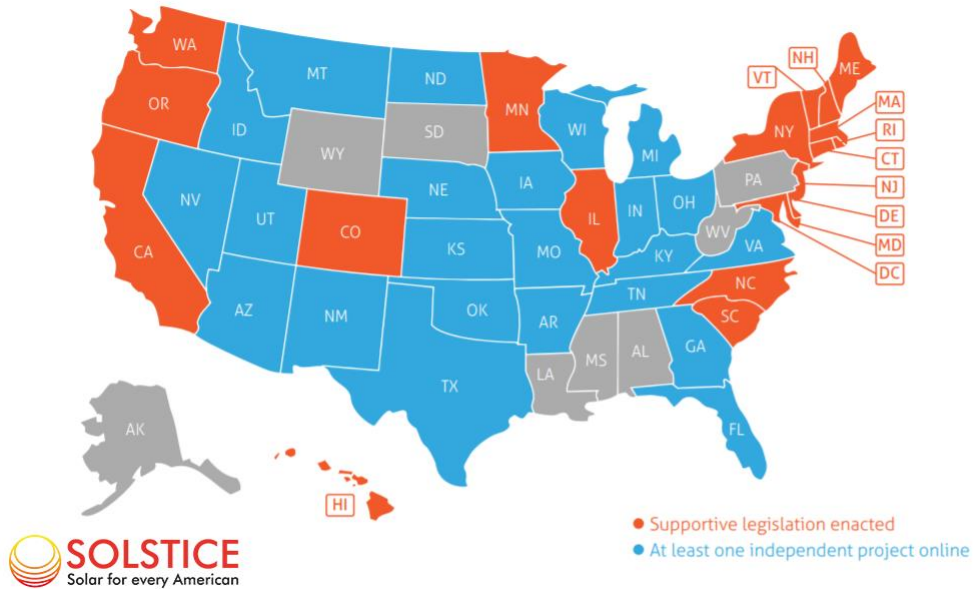 WA
OR
CA
NV
ID
MT
WY
UT
CO
AZ
NM
ND
SD
NE
KS
OK
TX
MN
IA
MO
AR
LA
WI
IL
MI
IN
OH
KY
TN
MS
AL
GA
FL
SC
NC
VA
WV
PA
NY
VT
NH
ME
MA
RI
CT
NJ
DE
MD
DC
AK
HI
Supportive legislation enacted
At least one independent project online
SOLSTICE
Solar for every American